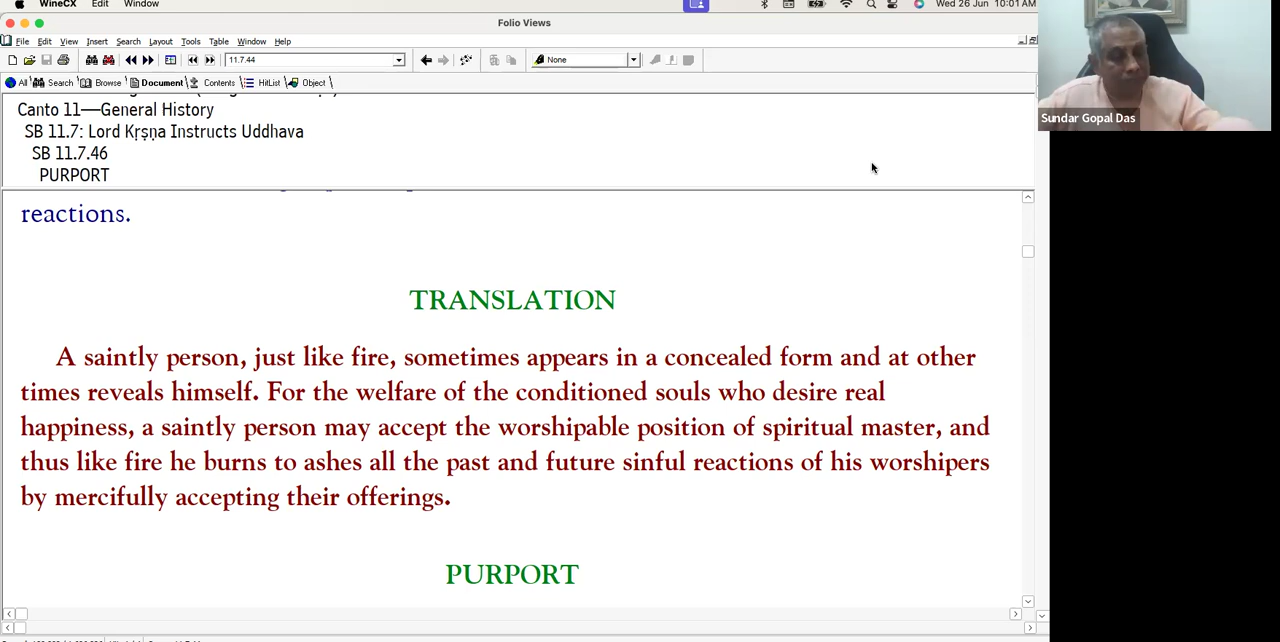 WineCX Edit Window Wed 26 Jun 10:01 AM
Folio Views
File Edit View Insert Search Layout Tools Table Window Help
11.7.44 None
All Search Browse Document Contents HitList Object
Canto 11—General History
SB 11.7: Lord Kṛṣṇa Instructs Uddhava
SB 11.7.46
PURPORT
Sundar Gopal Das
reactions.
TRANSLATION
A saintly person, just like fire, sometimes appears in a concealed form and at other
times reveals himself. For the welfare of the conditioned souls who desire real
happiness, a saintly person may accept the worshipable position of spiritual master, and
thus like fire he burns to ashes all the past and future sinful reactions of his worshipers
by mercifully accepting their offerings.
PURPORT